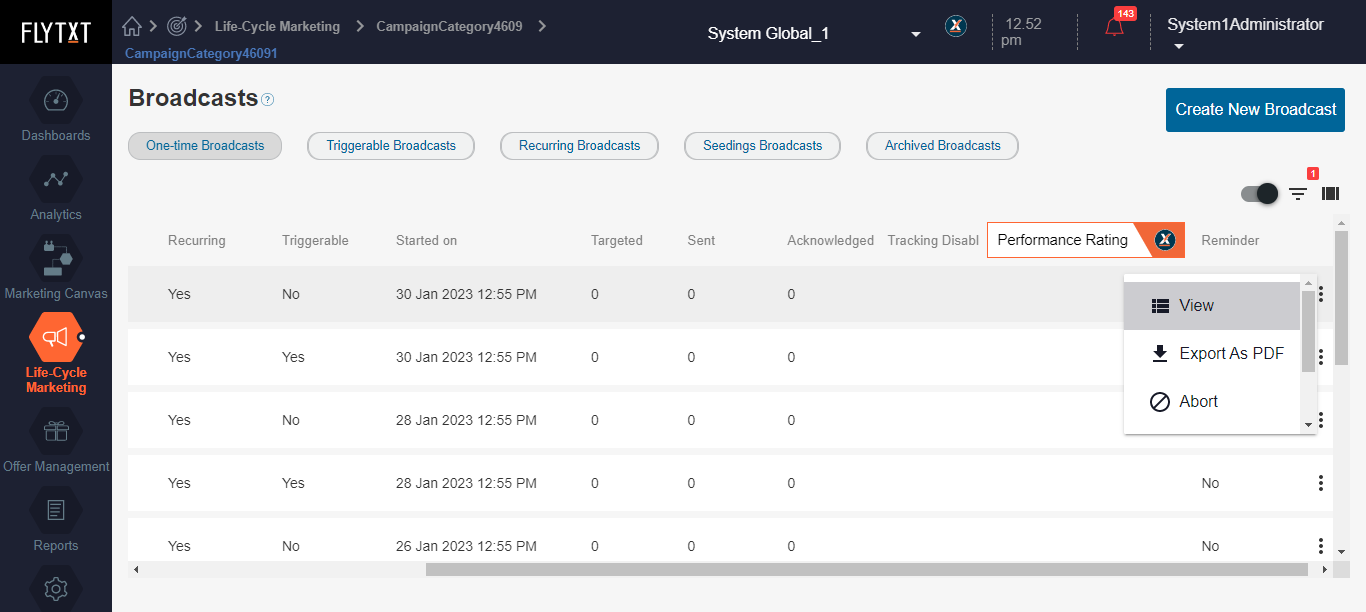 FLYTXT
Life-Cycle Marketing
CampaignCategory4609
CampaignCategory46091
System Global_1
X
12.52
pm
143
System1Administrator
Dashboards
Analytics
Marketing Canvas
Life-Cycle
Marketing
Offer Management
Reports
Broadcasts ?
Create New Broadcast
One-time Broadcasts
Triggerable Broadcasts
Recurring Broadcasts
Seedings Broadcasts
Archived Broadcasts
1
Recurring Triggerable Started on Targeted Sent Acknowledged Tracking Disabl Performance Rating X Reminder
Yes No 30 Jan 2023 12:55 PM 0 0 0
Yes Yes 30 Jan 2023 12:55 PM 0 0 0
Yes No 28 Jan 2023 12:55 PM 0 0 0
Yes Yes 28 Jan 2023 12:55 PM 0 0 0 No
Yes No 26 Jan 2023 12:55 PM 0 0 0 No
View
Export As PDF
Abort